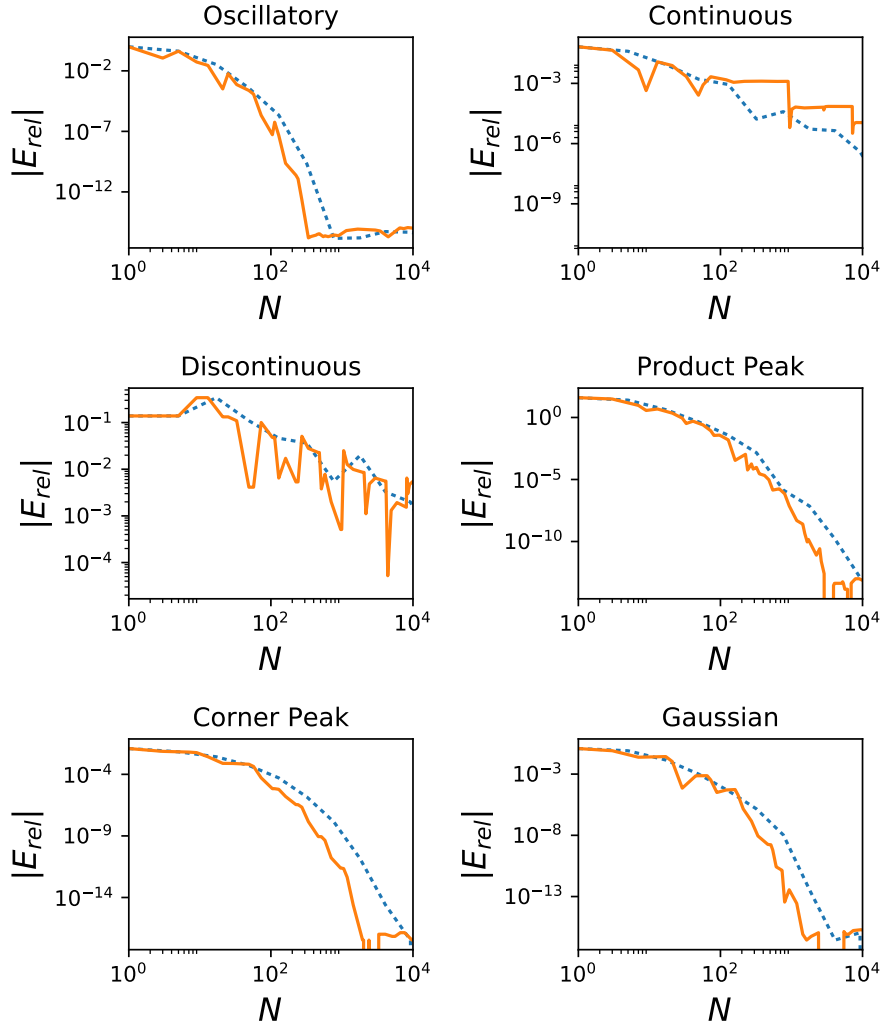 Oscillatory
|E_rel|
10^-2
10^-7
10^-12
10^0 10^2 10^4
N
Continuous
|E_rel|
10^-3
10^-6
10^-9
10^0 10^2 10^4
N
Discontinuous
|E_rel|
10^-1
10^-2
10^-3
10^-4
10^0 10^2 10^4
N
Product Peak
|E_rel|
10^0
10^-5
10^-10
10^0 10^2 10^4
N
Corner Peak
|E_rel|
10^-4
10^-9
10^-14
10^0 10^2 10^4
N
Gaussian
|E_rel|
10^-3
10^-8
10^-13
10^0 10^2 10^4
N